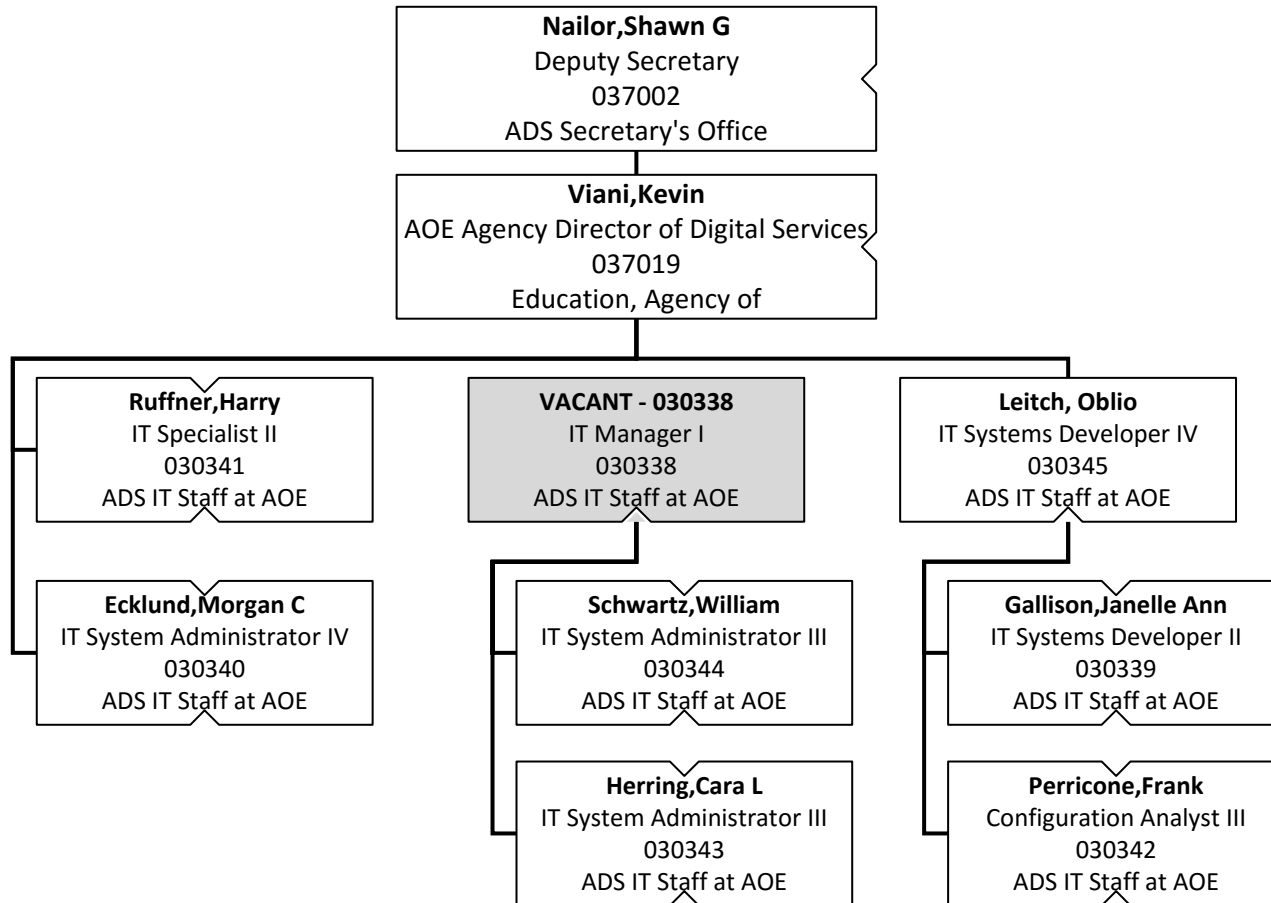 Nailor,Shawn G
Deputy Secretary
037002
ADS Secretary's Office
Viani,Kevin
AOE Agency Director of Digital Services
037019
Education, Agency of
Ruffner,Harry
IT Specialist II
030341
ADS IT Staff at AOE
VACANT - 030338
IT Manager I
030338
ADS IT Staff at AOE
Leitch, Oblio
IT Systems Developer IV
030345
ADS IT Staff at AOE
Ecklund,Morgan C
IT System Administrator IV
030340
ADS IT Staff at AOE
Schwartz,William
IT System Administrator III
030344
ADS IT Staff at AOE
Gallison,Janelle Ann
IT Systems Developer II
030339
ADS IT Staff at AOE
Herring,Cara L
IT System Administrator III
030343
ADS IT Staff at AOE
Perricone,Frank
Configuration Analyst III
030342
ADS IT Staff at AOE